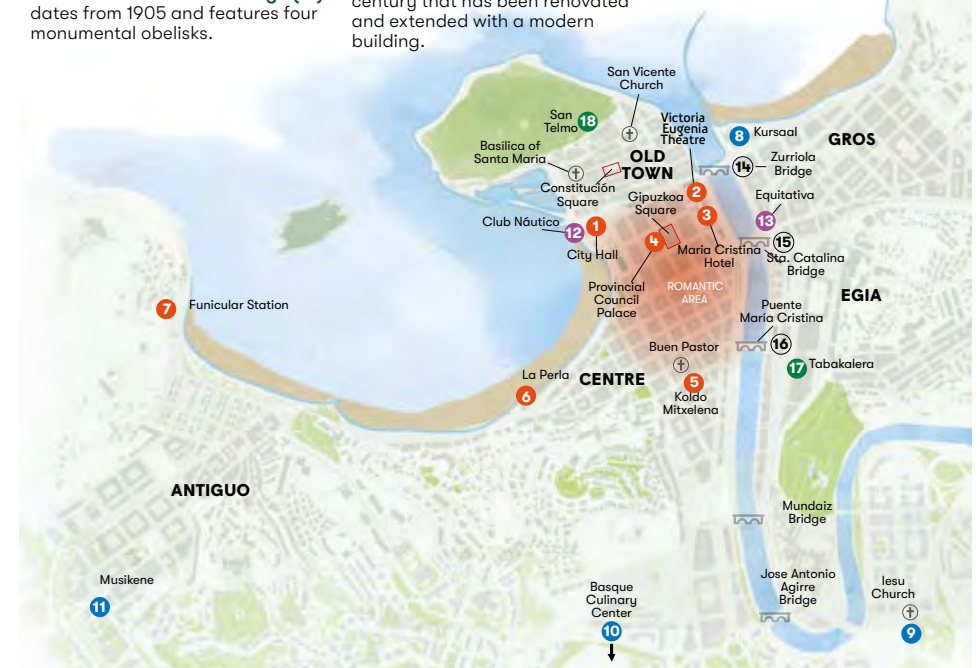 dates from 1905 and features four
monumental obelisks.
century that has been renovated
and extended with a modern
building.
San Vicente
Church
San
Telmo
18
Victoria
Eugenia
Théatre
8
Kursaal
GROS
Basilica of
Santa María
OLD
TOWN
14
Zurriola
Bridge
Constitución
Square
Gipuzkoa
Square
2
3
Equitativa
13
Club Náutico
12
1
City Hall
4
Maria Cristina
Hotel
15
Sta. Catalina
Bridge
Provincial
Council
Palace
ROMANTIC
AREA
EGIA
7
Funicular Station
Puente
María Cristina
16
Buen Pastor
17
Tabakalera
La Perla
6
CENTRE
5
Koldo
Mitxelena
ANTIGUO
Mundaiz
Bridge
Musikene
11
Basque
Culinary
Center
10
Jose Antonio
Agirre
Bridge
Iesu
Church
9